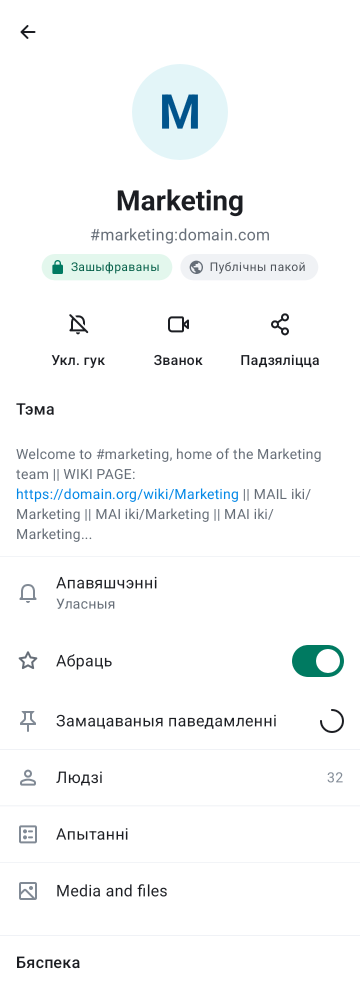 M
Marketing
#marketing:domain.com
Зашыфраваны
Публічны пакой
Укл. гук
Званок
Падзяліцца
Тэма
Welcome to #marketing, home of the Marketing
team || WIKI PAGE:
https://domain.org/wiki/Marketing || MAIL iki/
Marketing || MAI iki/Marketing || MAI iki/
Marketing...
Апавяшчэнні
Уласныя
Абраць
Замацаваныя паведамленні
Людзі
32
Апытанні
Media and files
Бяспека